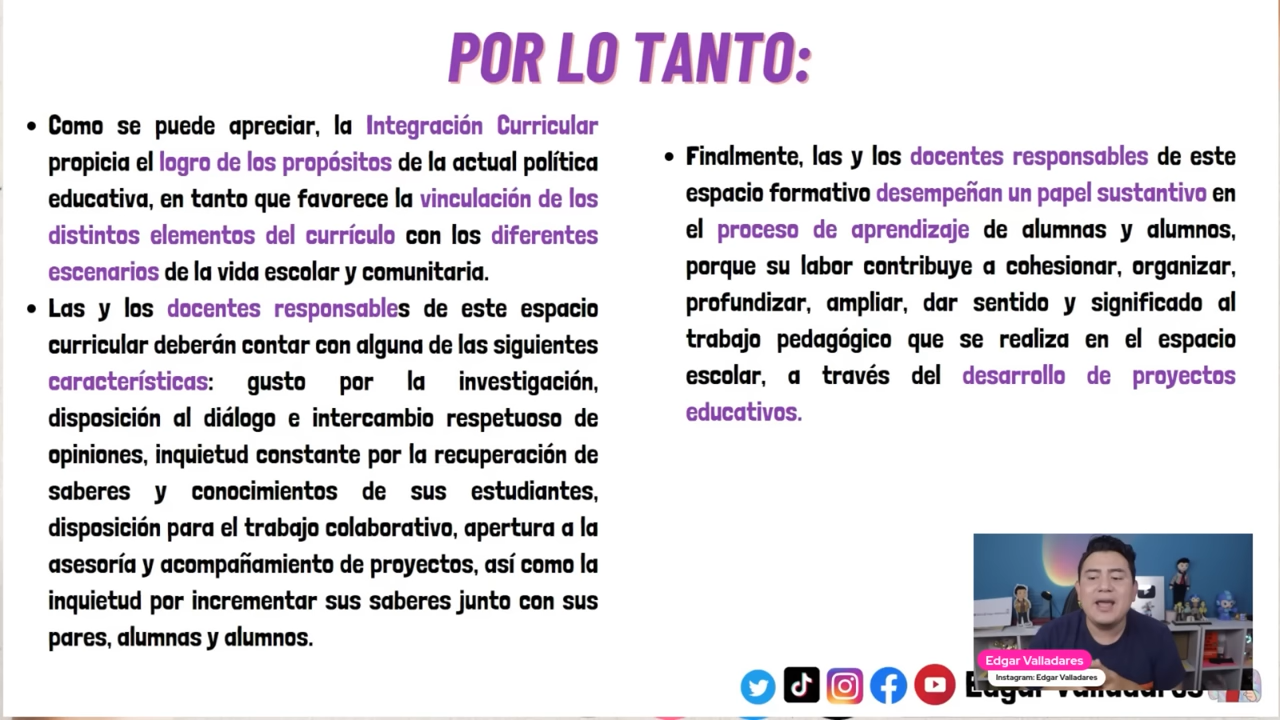 POR LO TANTO:
• Como se puede apreciar, la Integración Curricular
propicia el logro de los propósitos de la actual política
educativa, en tanto que favorece la vinculación de los
distintos elementos del currículo con los diferentes
escenarios de la vida escolar y comunitaria.
• Las y los docentes responsables de este espacio
curricular deberán contar con alguna de las siguientes
características: gusto por la investigación,
disposición al diálogo e intercambio respetuoso de
opiniones, inquietud constante por la recuperación de
saberes y conocimientos de sus estudiantes,
disposición para el trabajo colaborativo, apertura a la
asesoría y acompañamiento de proyectos, así como la
inquietud por incrementar sus saberes junto con sus
pares, alumnas y alumnos.
• Finalmente, las y los docentes responsables de este
espacio formativo desempeñan un papel sustantivo en
el proceso de aprendizaje de alumnas y alumnos,
porque su labor contribuye a cohesionar, organizar,
profundizar, ampliar, dar sentido y significado al
trabajo pedagógico que se realiza en el espacio
escolar, a través del desarrollo de proyectos
educativos.
Edgar Valladares
Instagram: Edgar Valladares
Edgar Valladares